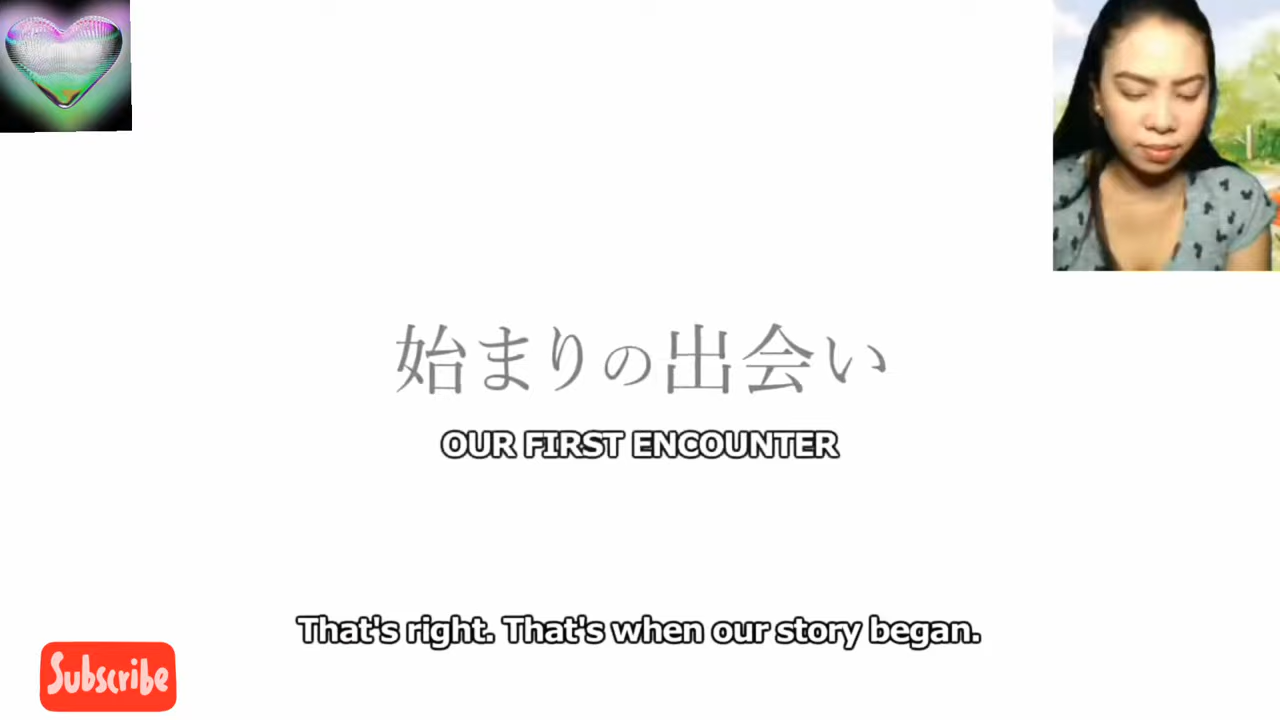 始まりの出会い
OUR FIRST ENCOUNTER
That's right. That's when our story began.
Subscribe